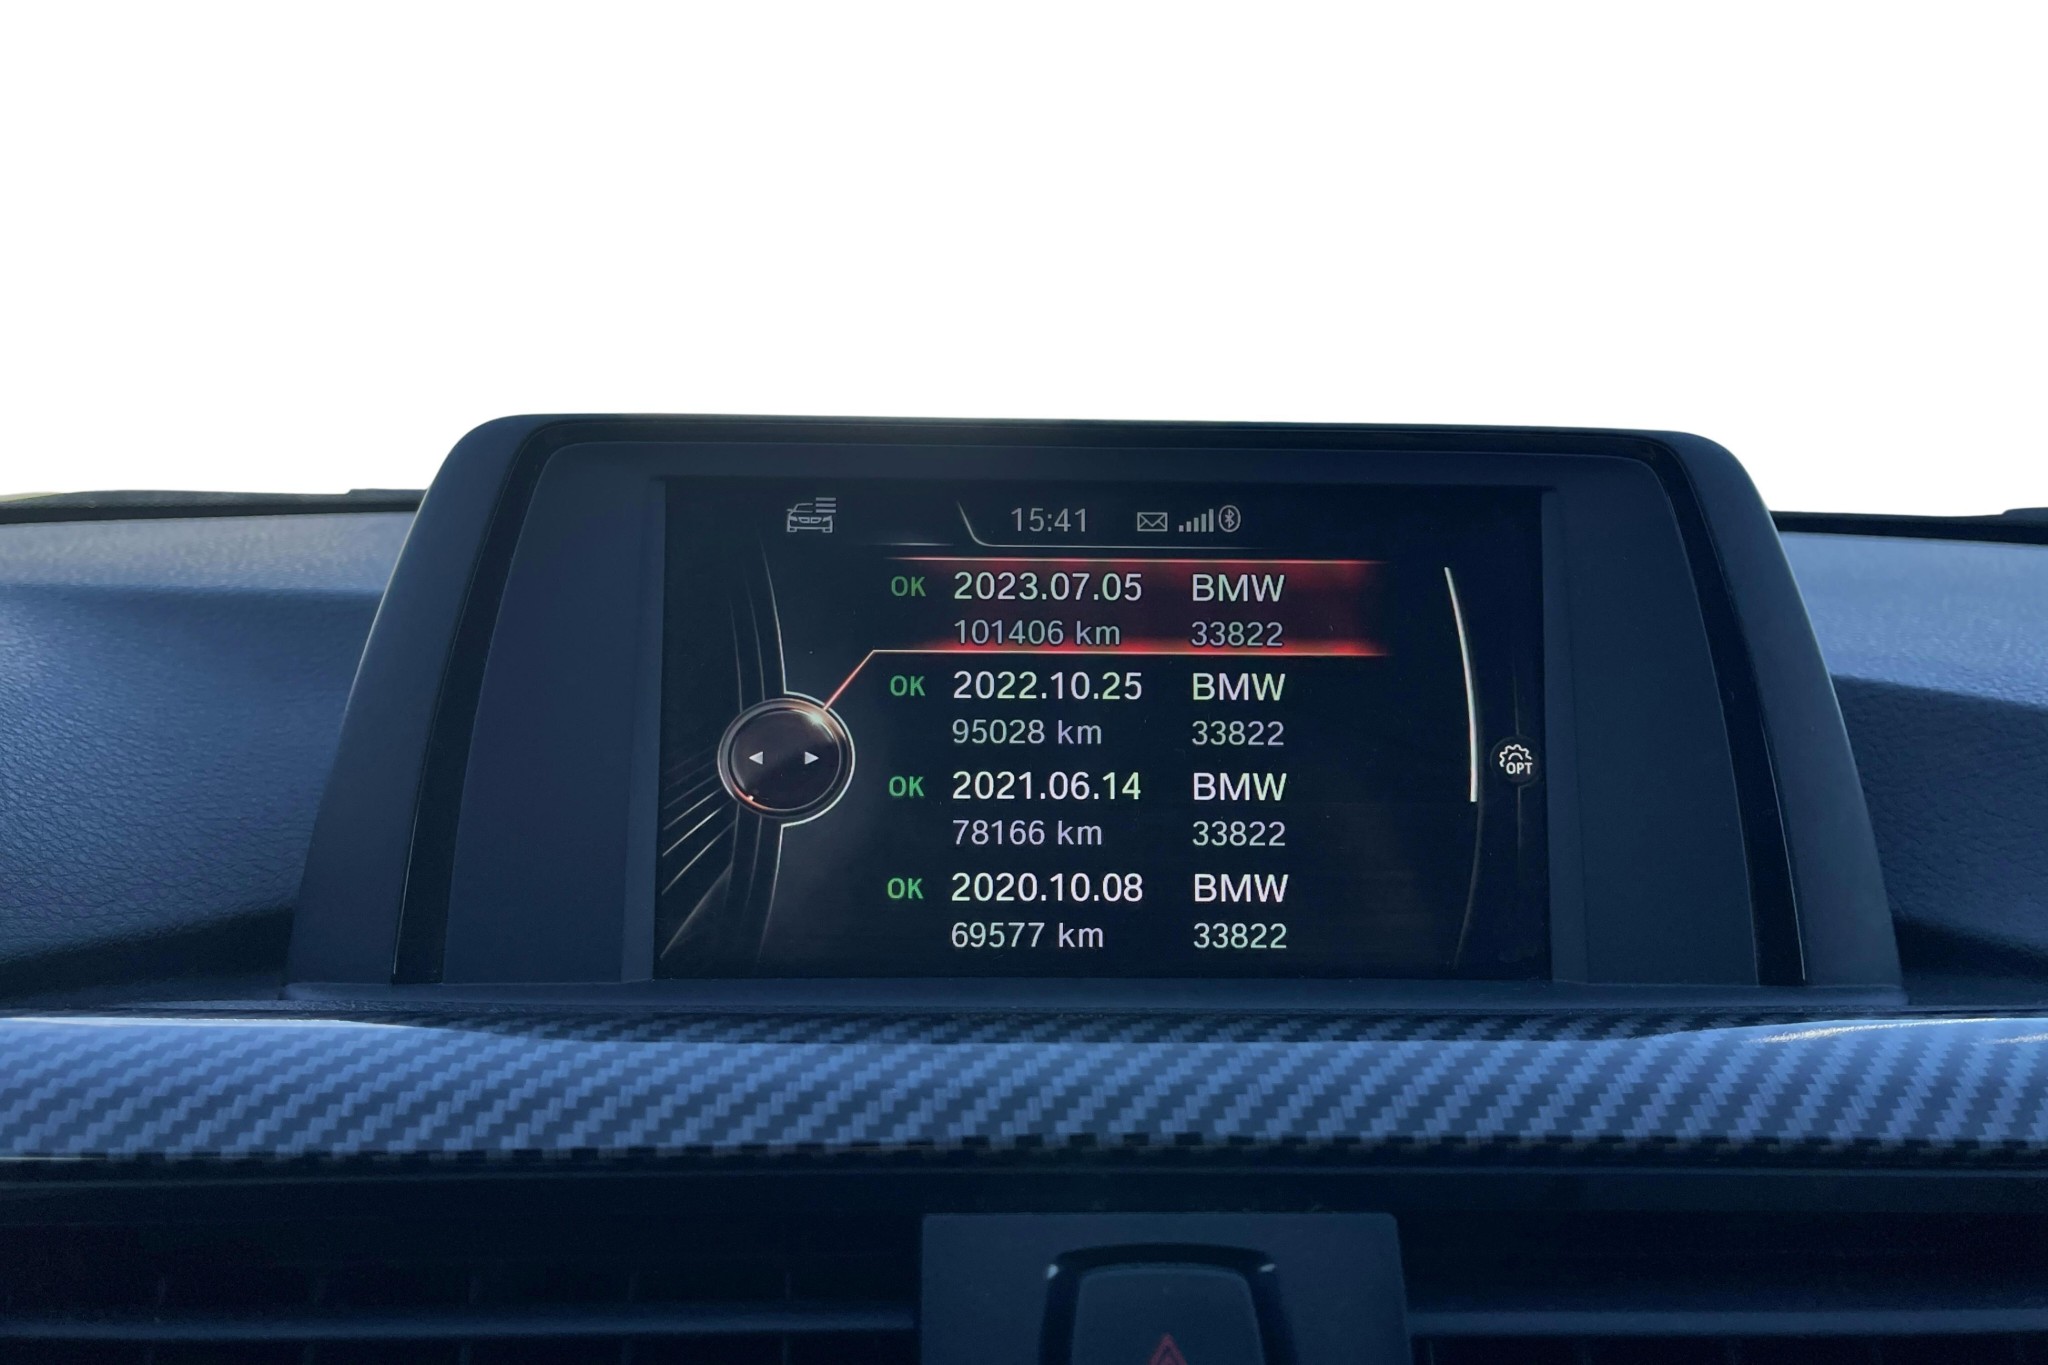 15:41
OK 2023.07.05 BMW
101406 km 33822
OK 2022.10.25 BMW
95028 km 33822
OK 2021.06.14 BMW
78166 km 33822
OPT
OK 2020.10.08 BMW
69577 km 33822